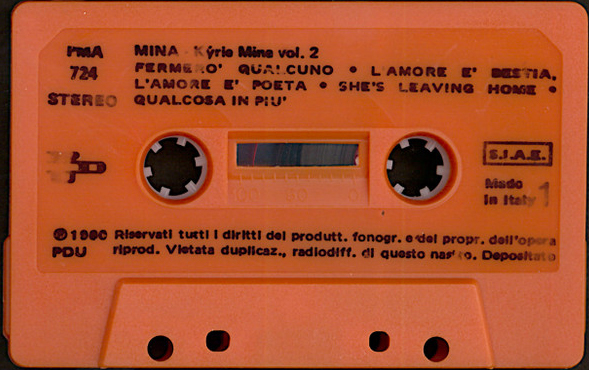 PMA 724 STEREO
MINA - Kyrie Mina vol. 2
FERMERO' QUALCUNO • L'AMORE E' BESTIA,
L'AMORE E' POETA • SHE'S LEAVING HOME •
QUALCOSA IN PIU'
S.I.A.E.
Made
in Italy 1
℗ 1980 Riservati tutti i diritti dei produtt. fonogr. e del propr. dell'opera
PDU riprod. Vietata duplicaz., radiodiff. di questo nastro. Depositato